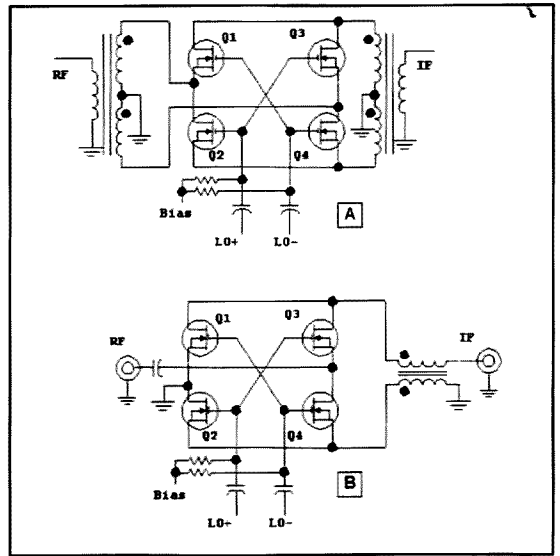 Q1 Q3
RF IF
Q2 Q4
Bias
LO+ LO-
A
Q1 Q3
RF IF
Q2 Q4
Bias
LO+ LO-
B